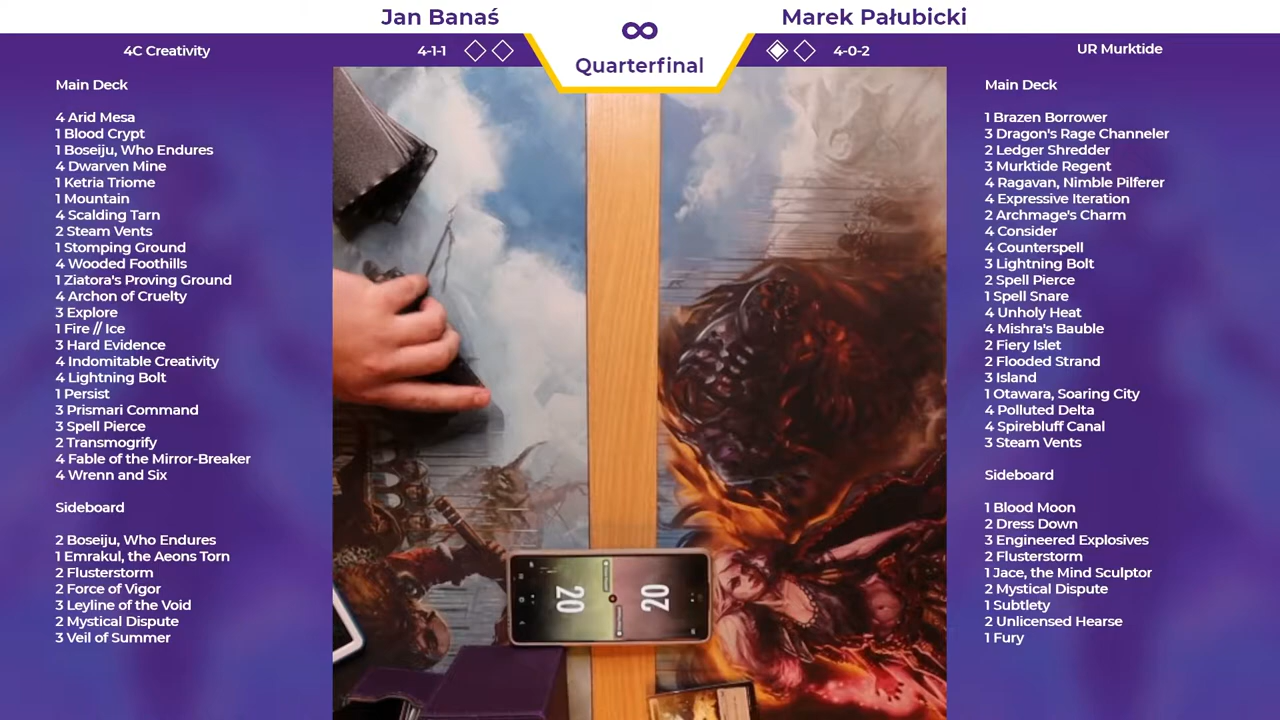 Jan Banaś
Marek Pałubicki
4C Creativity
4-1-1
Quarterfinal
4-0-2
UR Murktide
Main Deck
4 Arid Mesa
1 Blood Crypt
1 Boseiju, Who Endures
4 Dwarven Mine
1 Ketria Triome
1 Mountain
4 Scalding Tarn
2 Steam Vents
1 Stomping Ground
4 Wooded Foothills
1 Ziatora's Proving Ground
4 Archon of Cruelty
3 Explore
1 Fire // Ice
3 Hard Evidence
4 Indomitable Creativity
4 Lightning Bolt
1 Persist
3 Prismari Command
3 Spell Pierce
2 Transmogrify
4 Fable of the Mirror-Breaker
4 Wrenn and Six
Sideboard
2 Boseiju, Who Endures
1 Emrakul, the Aeons Torn
2 Flusterstorm
2 Force of Vigor
3 Leyline of the Void
2 Mystical Dispute
3 Veil of Summer
20
20
Main Deck
1 Brazen Borrower
3 Dragon's Rage Channeler
2 Ledger Shredder
3 Murktide Regent
4 Ragavan, Nimble Pilferer
4 Expressive Iteration
2 Archmage's Charm
4 Consider
4 Counterspell
3 Lightning Bolt
2 Spell Pierce
1 Spell Snare
4 Unholy Heat
4 Mishra's Bauble
2 Fiery Islet
2 Flooded Strand
3 Island
1 Otawara, Soaring City
4 Polluted Delta
4 Spirebluff Canal
3 Steam Vents
Sideboard
1 Blood Moon
2 Dress Down
3 Engineered Explosives
2 Flusterstorm
1 Jace, the Mind Sculptor
2 Mystical Dispute
1 Subtlety
2 Unlicensed Hearse
1 Fury